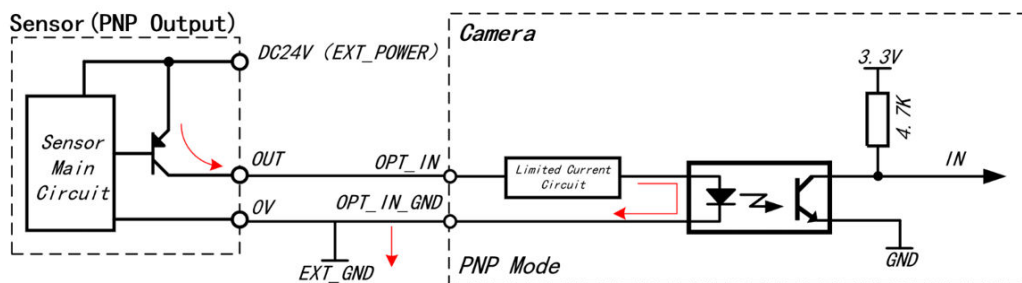 Sensor(PNP Output)
DC24V (EXT_POWER)
Sensor
Main
Circuit
OUT
0V
EXT_GND
OPT_IN
OPT_IN_GND
Camera
Limited Current
Circuit
3.3V
4.7K
IN
GND
PNP Mode